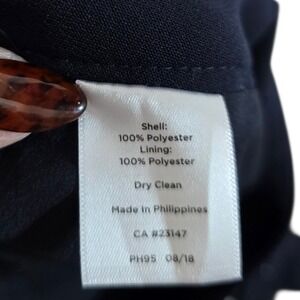 Shell:
100% Polyester
Lining:
100% Polyester
Dry Clean
Made in Philippines
CA #23147
PH95 08/18